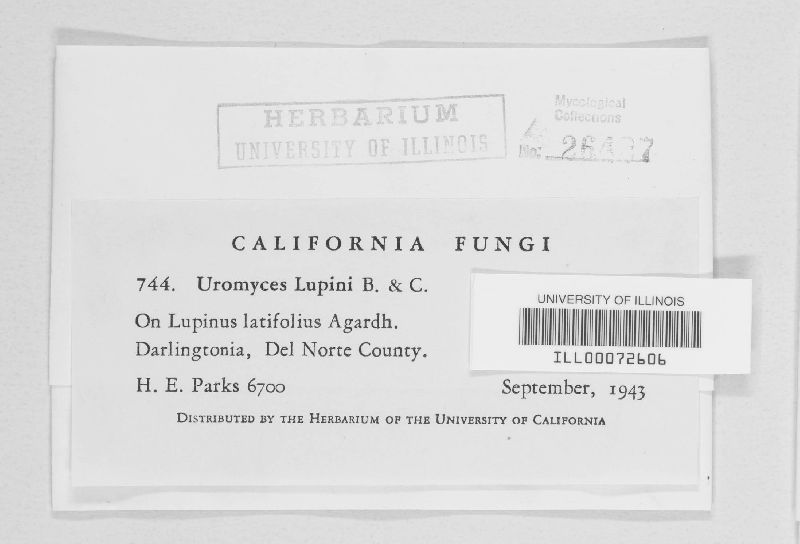 HERBARIUM
UNIVERSITY OF ILLINOIS
Mycological
Collections
No:
CALIFORNIA FUNGI
744. Uromyces Lupini B. & C.
On Lupinus latifolius Agardh.
Darlingtonia, Del Norte County.
H. E. Parks 6700
September, 1943
DISTRIBUTED BY THE HERBARIUM OF THE UNIVERSITY OF CALIFORNIA
UNIVERSITY OF ILLINOIS
ILL00072606